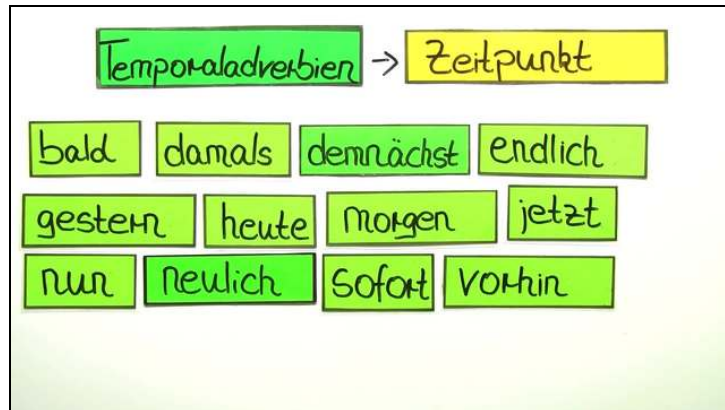 Temporaladverbien → Zeitpunkt
bald damals demnächst endlich
gestern heute morgen jetzt
nun neulich sofort vorhin